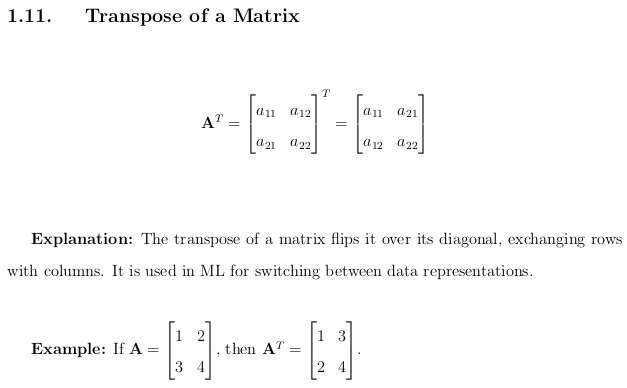 1.11. Transpose of a Matrix
$\mathbf{A}^T = \begin{bmatrix} a_{11} & a_{12} \\ a_{21} & a_{22} \end{bmatrix}^T = \begin{bmatrix} a_{11} & a_{21} \\ a_{12} & a_{22} \end{bmatrix}$
Explanation: The transpose of a matrix flips it over its diagonal, exchanging rows
with columns. It is used in ML for switching between data representations.
Example: If $\mathbf{A} = \begin{bmatrix} 1 & 2 \\ 3 & 4 \end{bmatrix}$, then $\mathbf{A}^T = \begin{bmatrix} 1 & 3 \\ 2 & 4 \end{bmatrix}$.